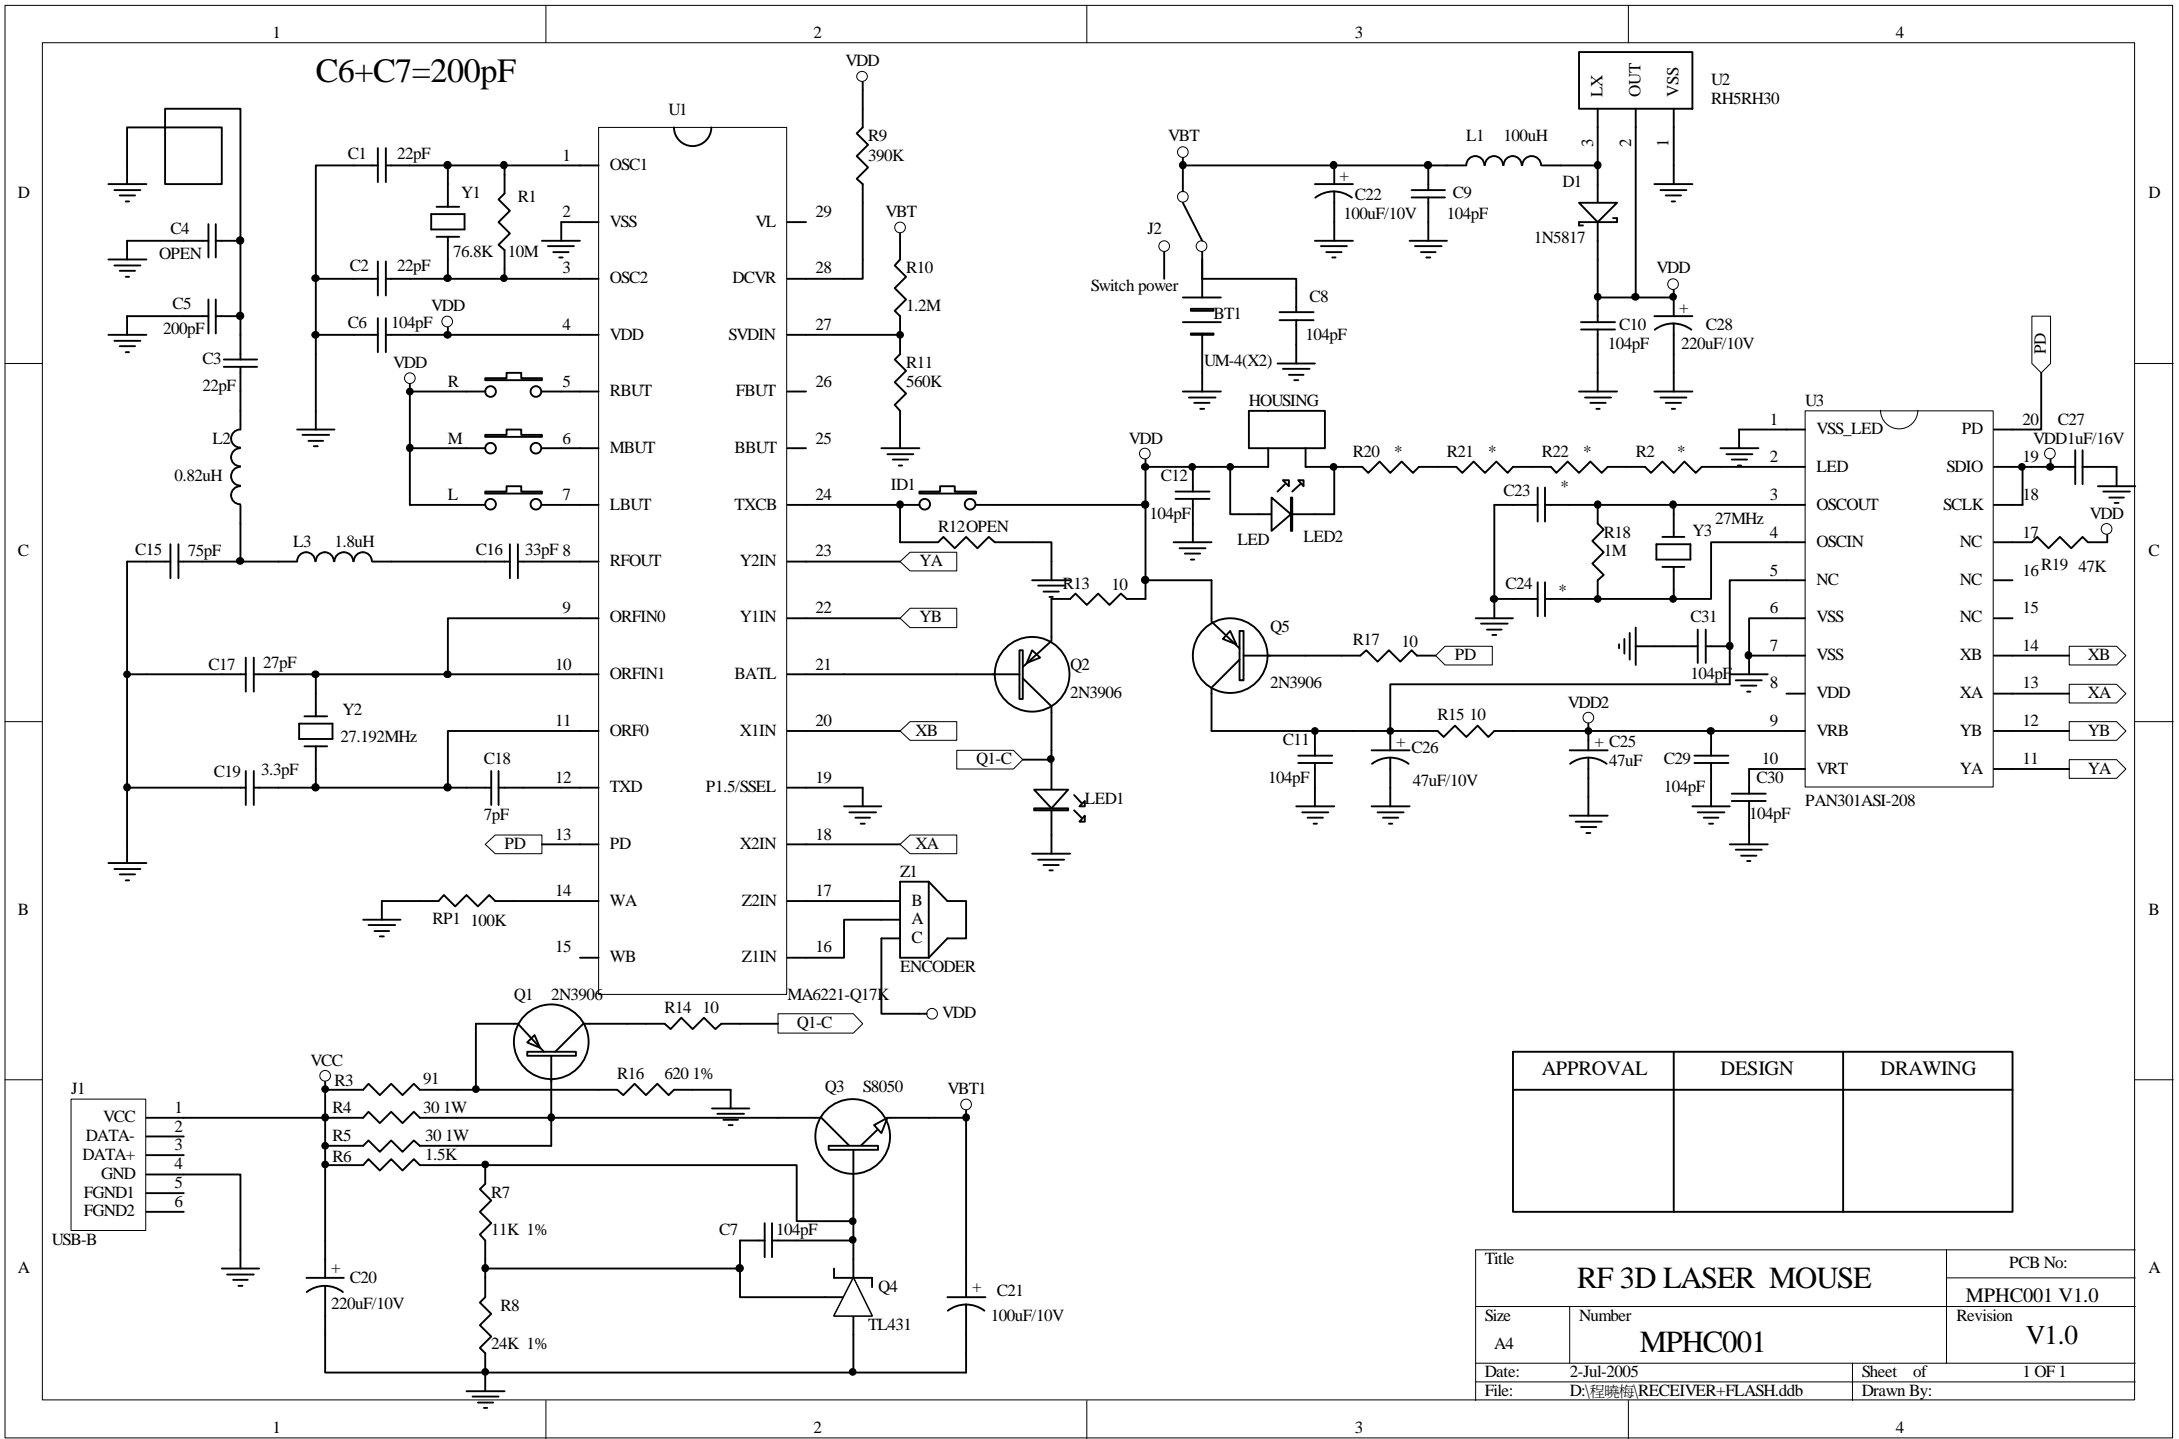 1 2 3 4
C6+C7=200pF
D
D
C4
OPEN
C5
200pF
C3
22pF
L2
0.82uH
C1 22pF
Y1
R1
76.8K
10M
C2 22pF
VDD
C6 104pF
VDD
R
M
L
C15 75pF
L3 1.8uH
C16 33pF
C17 27pF
Y2
27.192MHz
C19 3.3pF
C18
7pF
PD
RP1 100K
U1
1 OSC1
2 VSS
3 OSC2
4 VDD
5 RBUT
6 MBUT
7 LBUT
8 RFOUT
9 ORFIN0
10 ORFIN1
11 ORF0
12 TXD
13 PD
14 WA
15 WB
VL 29
DCVR 28
SVDIN 27
FBUT 26
BBUT 25
TXCB 24
Y2IN 23
Y1IN 22
BATL 21
X1IN 20
P1.5/SSEL 19
X2IN 18
Z2IN 17
Z1IN 16
MA6221-Q17K
VDD
R9
390K
VBT
R10
1.2M
R11
560K
ID1
R12 OPEN
YA
YB
R13 10
Q2
2N3906
XB
Q1-C
LED1
XA
Z1
B
A
C
ENCODER
VDD
VBT
J2
Switch power
BT1
UM-4(X2)
C8
104pF
C22
100uF/10V
C9
104pF
L1 100uH
D1
1N5817
LX
OUT
VSS
3
2
1
U2
RH5RH30
VDD
C10
104pF
C28
220uF/10V
HOUSING
VDD
C12
104pF
LED
LED2
R20 *
R21 *
R22 *
R2 *
C23 *
R18
1M
Y3
27MHz
C24 *
C31
104pF
Q5
2N3906
R17 10
PD
C11
104pF
C26
47uF/10V
R15 10
VDD2
C25
47uF
C29
104pF
C30
104pF
U3
1 VSS_LED
2 LED
3 OSCOUT
4 OSCIN
5 NC
6 VSS
7 VSS
8 VDD
9 VRB
10 VRT
PD 20
SDIO 19
SCLK 18
NC 17
NC 16
NC 15
XB 14
XA 13
YB 12
YA 11
PAN301ASI-208
PD
C27
VDD 1uF/16V
VDD
R19 47K
XB
XA
YB
YA
C
C
B
B
Q1 2N3906
R14 10
Q1-C
VCC
R3 91
R16 620 1%
R4 30 1W
R5 30 1W
R6 1.5K
Q3 S8050
VBT1
J1
VCC 1
DATA- 2
DATA+ 3
GND 4
FGND1 5
FGND2 6
USB-B
R7
11K 1%
C7 104pF
C20
220uF/10V
R8
24K 1%
Q4
TL431
C21
100uF/10V
A
A
APPROVAL DESIGN DRAWING
Title
RF 3D LASER MOUSE
PCB No:
MPHC001 V1.0
Size
A4
Number
MPHC001
Revision
V1.0
Date: 2-Jul-2005 Sheet of 1 OF 1
File: D:\程曉梅\RECEIVER+FLASH.ddb Drawn By:
1 2 3 4